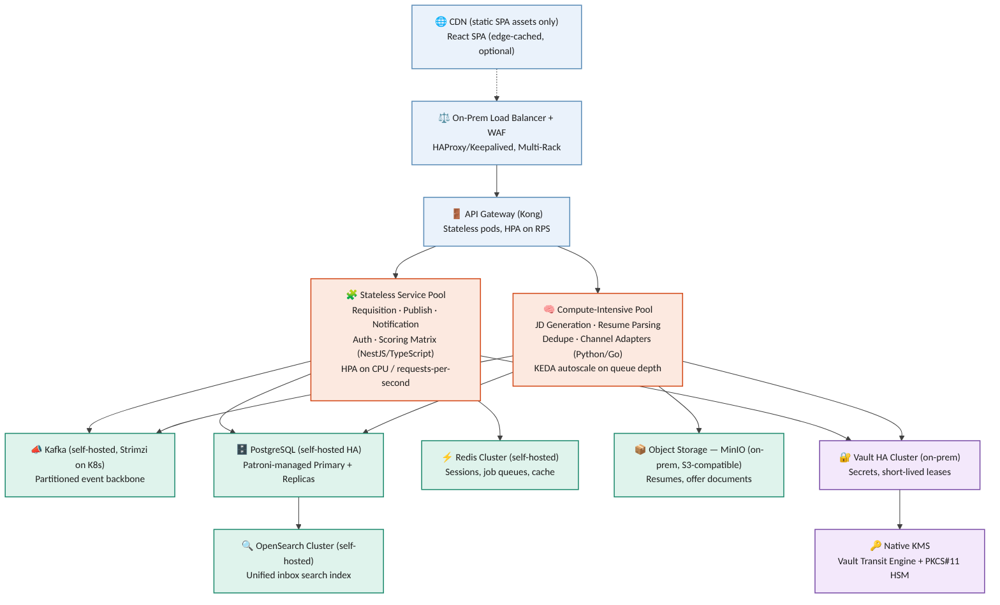 🌐 CDN (static SPA assets only)
React SPA (edge-cached,
optional)
⚖️ On-Prem Load Balancer +
WAF
HAProxy/Keepalived, Multi-Rack
🚪 API Gateway (Kong)
Stateless pods, HPA on RPS
🧩 Stateless Service Pool
Requisition · Publish ·
Notification
Auth · Scoring Matrix
(NestJS/TypeScript)
HPA on CPU / requests-per-
second
🧠 Compute-Intensive Pool
JD Generation · Resume Parsing
Dedupe · Channel Adapters
(Python/Go)
KEDA autoscale on queue depth
📣 Kafka (self-hosted, Strimzi
on K8s)
Partitioned event backbone
🗄️ PostgreSQL (self-hosted HA)
Patroni-managed Primary +
Replicas
⚡ Redis Cluster (self-hosted)
Sessions, job queues, cache
📦 Object Storage — MinIO (on-
prem, S3-compatible)
Resumes, offer documents
🔐 Vault HA Cluster (on-prem)
Secrets, short-lived leases
🔍 OpenSearch Cluster (self-
hosted)
Unified inbox search index
🔑 Native KMS
Vault Transit Engine + PKCS#11
HSM